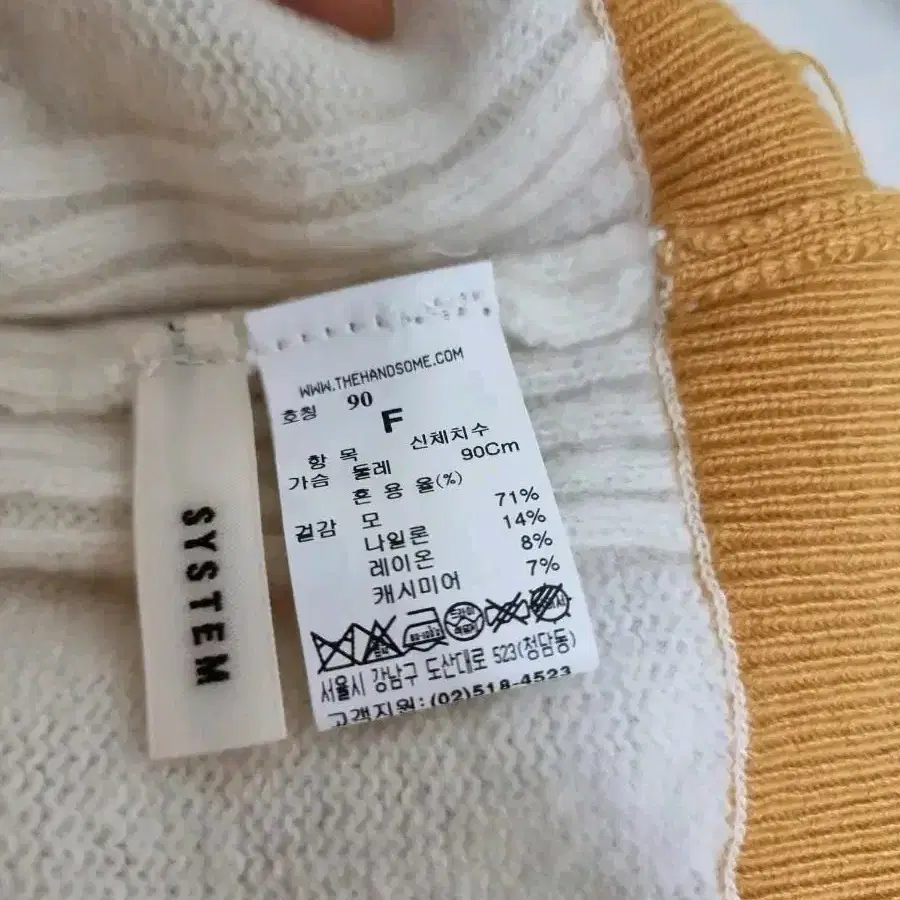 SYSTEM
WWW.THEHANDSOME.COM
호칭 90
F
항 목 신체치수
가슴 둘레 90Cm
혼 용 율(%)
겉감 모 71%
나일론 14%
레이온 8%
캐시미어 7%
서울시 강남구 도산대로 523(청담동)
고객지원:(02)518-4523